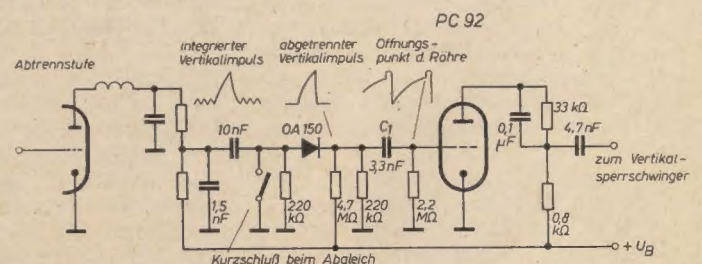 PC 92
integrierter
Vertikalimpuls
abgetrennter
Vertikalimpuls
Öffnungs-
punkt d. Röhre
Abtrennstufe
10nF
OA 150
C1
3,3nF
0,1
µF
33 kΩ
4,7nF
zum Vertikal-
sperrschwinger
1,5
nF
220
kΩ
4,7
MΩ
220
kΩ
2,2
MΩ
0,8
kΩ
+ UB
Kurzschluß beim Abgleich